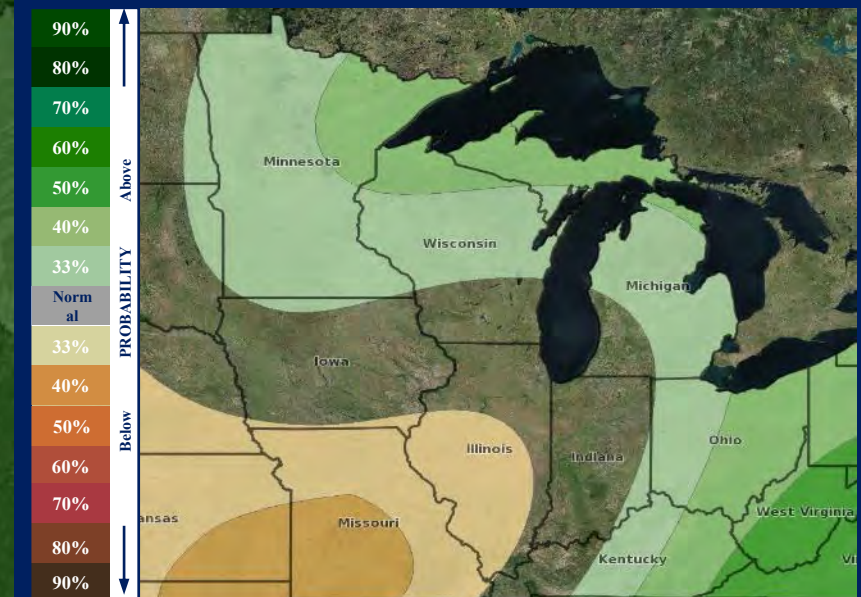 90%
80%
70%
60%
50%
40%
33%
Norm
al
33%
40%
50%
60%
70%
80%
90%
Above
PROBABILITY
Below
Minnesota
Wisconsin
Michigan
Iowa
Illinois
Indiana
Ohio
West Virginia
ansas
Missouri
Kentucky
Vi